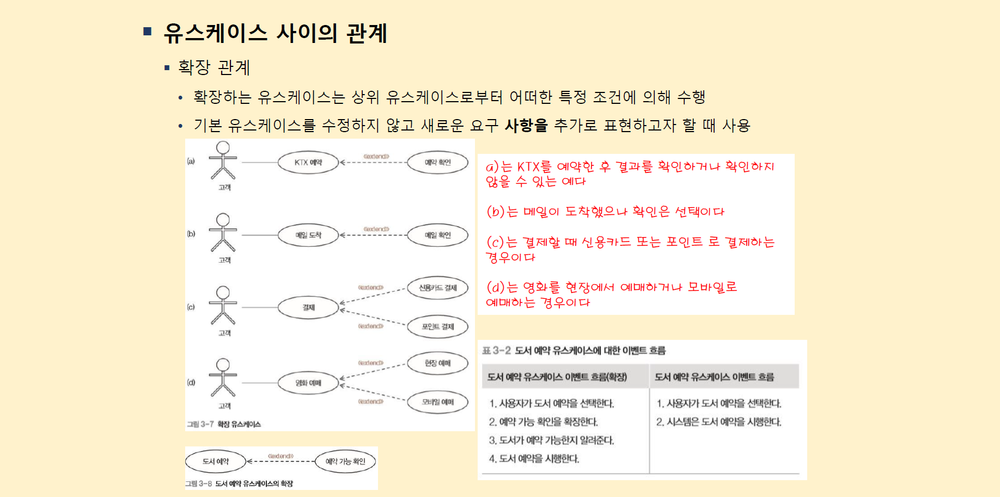 유스케이스 사이의 관계
확장 관계
확장하는 유스케이스는 상위 유스케이스로부터 어떠한 특정 조건에 의해 수행
기본 유스케이스를 수정하지 않고 새로운 요구 사항을 추가로 표현하고자 할 때 사용
(a)
고객
KTX 예약
《extend》
예약 확인
(b)
고객
메일 도착
《extend》
메일 확인
(c)
고객
결제
《extend》
신용카드 결제
《extend》
포인트 결제
(d)
고객
영화 예매
《extend》
현장 예매
《extend》
모바일 예매
그림 3-7 확장 유스케이스
도서 예약
《extend》
예약 가능 확인
그림 3-8 도서 예약 유스케이스의 확장
a)는 KTX를 예약한 후 결과를 확인하거나 확인하지
않을 수 있는 예다
(b)는 메일이 도착했으나 확인은 선택이다
(c)는 결제할 때 신용카드 또는 포인트 로 결제하는
경우이다
(d)는 영화를 현장에서 예매하거나 모바일로
예매하는 경우이다
표 3-2 도서 예약 유스케이스에 대한 이벤트 흐름
도서 예약 유스케이스 이벤트 흐름(확장)
1. 사용자가 도서 예약을 선택한다.
2. 예약 가능 확인을 확장한다.
3. 도서가 예약 가능한지 알려준다.
4. 도서 예약을 시행한다.
도서 예약 유스케이스 이벤트 흐름
1. 사용자가 도서 예약을 선택한다.
2. 시스템은 도서 예약을 시행한다.